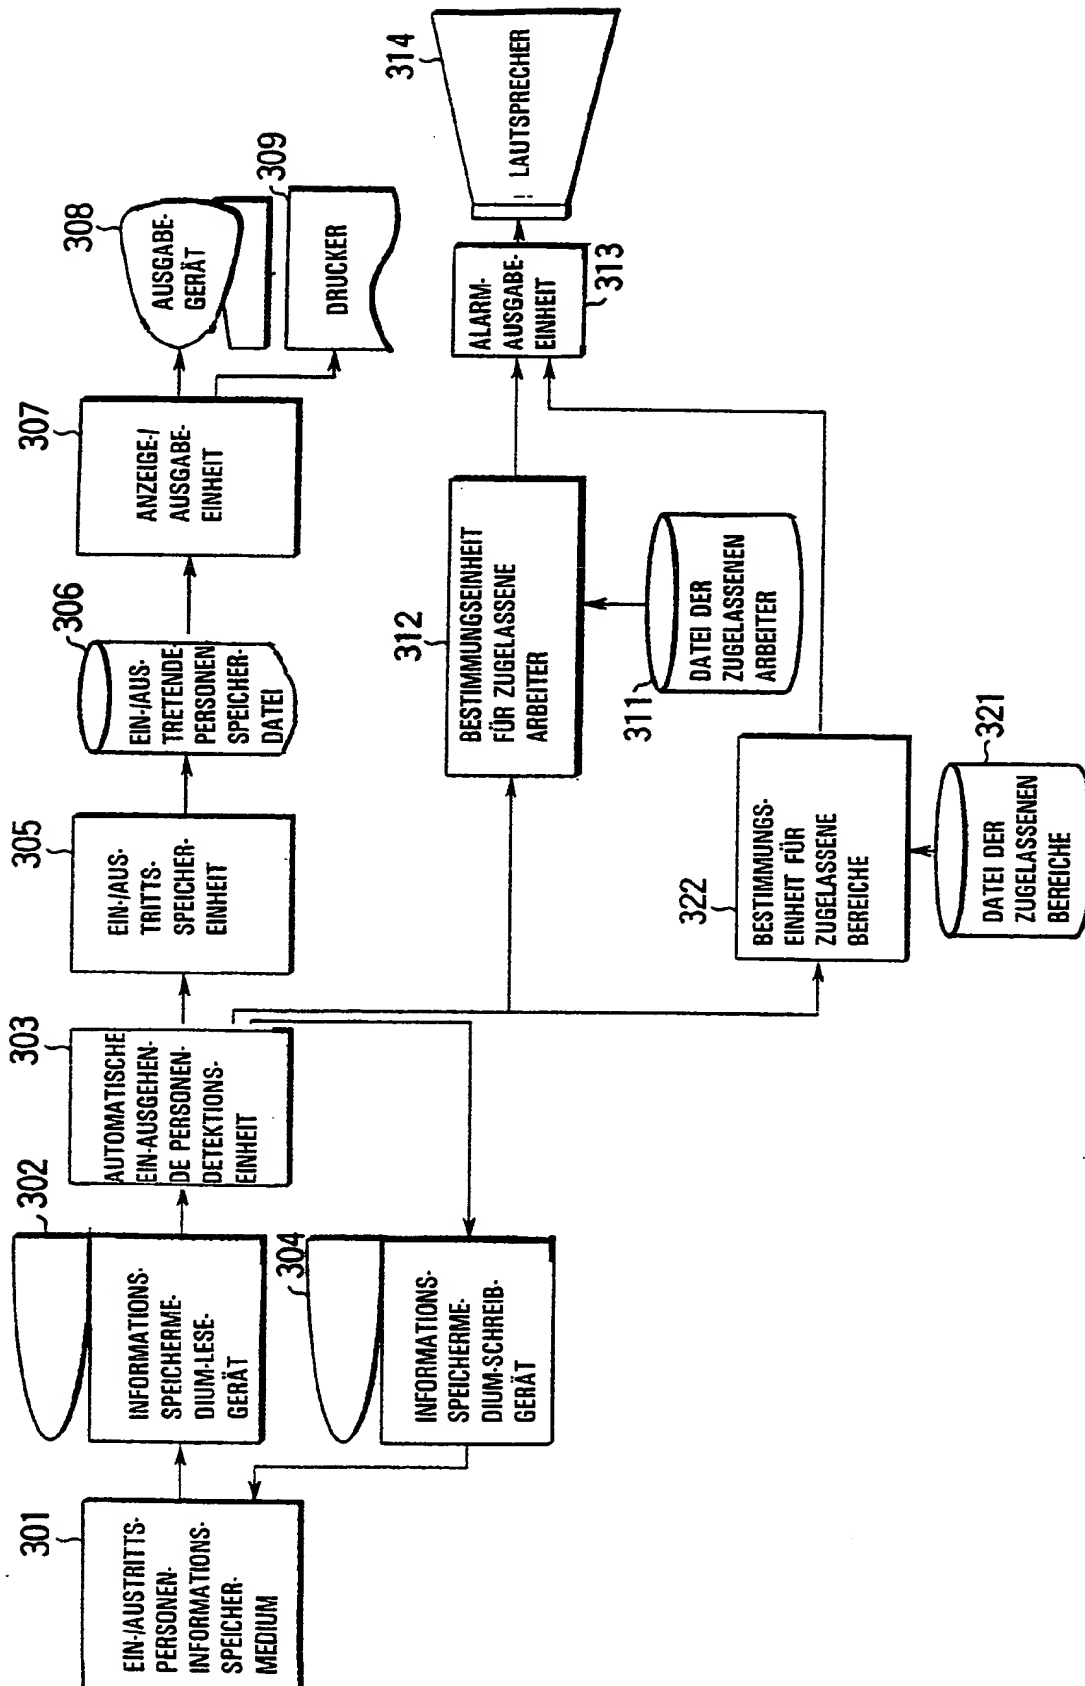 301
EIN-/AUSTRITTS-
PERSONEN-
INFORMATIONS-
SPEICHER-
MEDIUM
302
INFORMATIONS-
SPEICHERME-
DIUM-LESE-
GERÄT
304
INFORMATIONS-
SPEICHERME-
DIUM-SCHREIB-
GERÄT
303
AUTOMATISCHE
EIN-AUSGEHEN-
DE PERSONEN-
DETEKTIONS-
EINHEIT
305
EIN-/AUS-
TRITTS-
SPEICHER-
EINHEIT
306
EIN-/AUS-
TRETENDE-
PERSONEN
SPEICHER-
DATEI
307
ANZEIGE-/
AUSGABE-
EINHEIT
308
AUSGABE-
GERÄT
309
DRUCKER
312
BESTIMMUNGSEINHEIT
FÜR ZUGELASSENE
ARBEITER
311
DATEI DER
ZUGELASSENEN
ARBEITER
322
BESTIMMUNGS-
EINHEIT FÜR
ZUGELASSENE
BEREICHE
321
DATEI DER
ZUGELASSENEN
BEREICHE
ALARM-
AUSGABE-
EINHEIT
313
314
LAUTSPRECHER